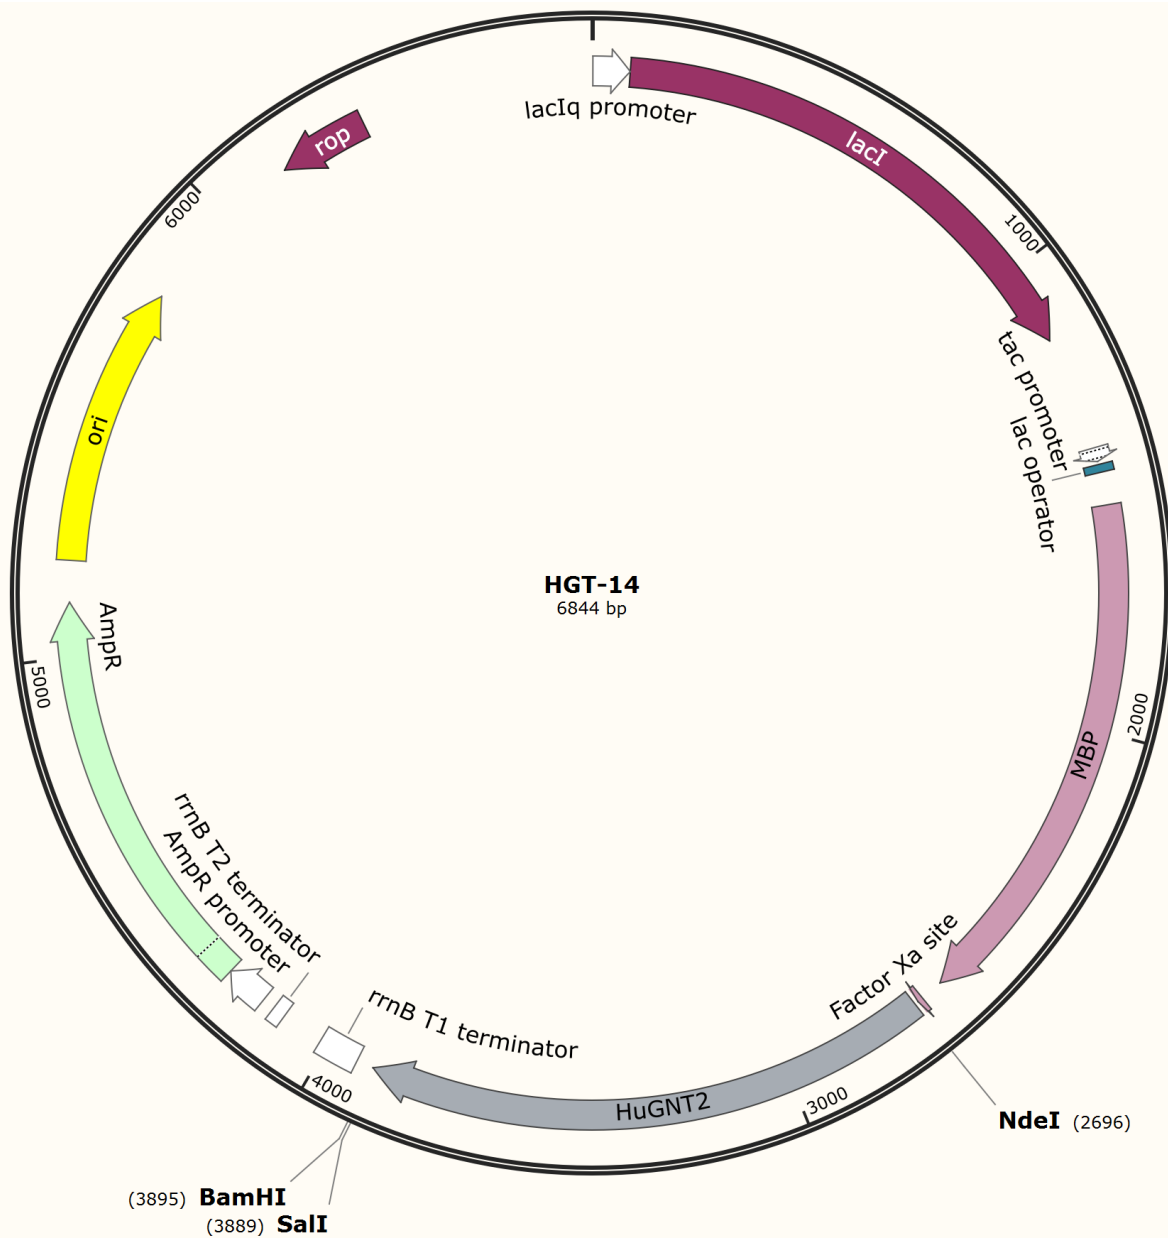 lacIq promoter
lacI
rop
1000
6000
tac promoter
lac operator
ori
HGT-14
6844 bp
AmpR
5000
2000
MBP
rrnB T2 terminator
AmpR promoter
Factor Xa site
rrnB T1 terminator
4000
HuGNT2
3000
NdeI (2696)
(3895) BamHI
(3889) SalI